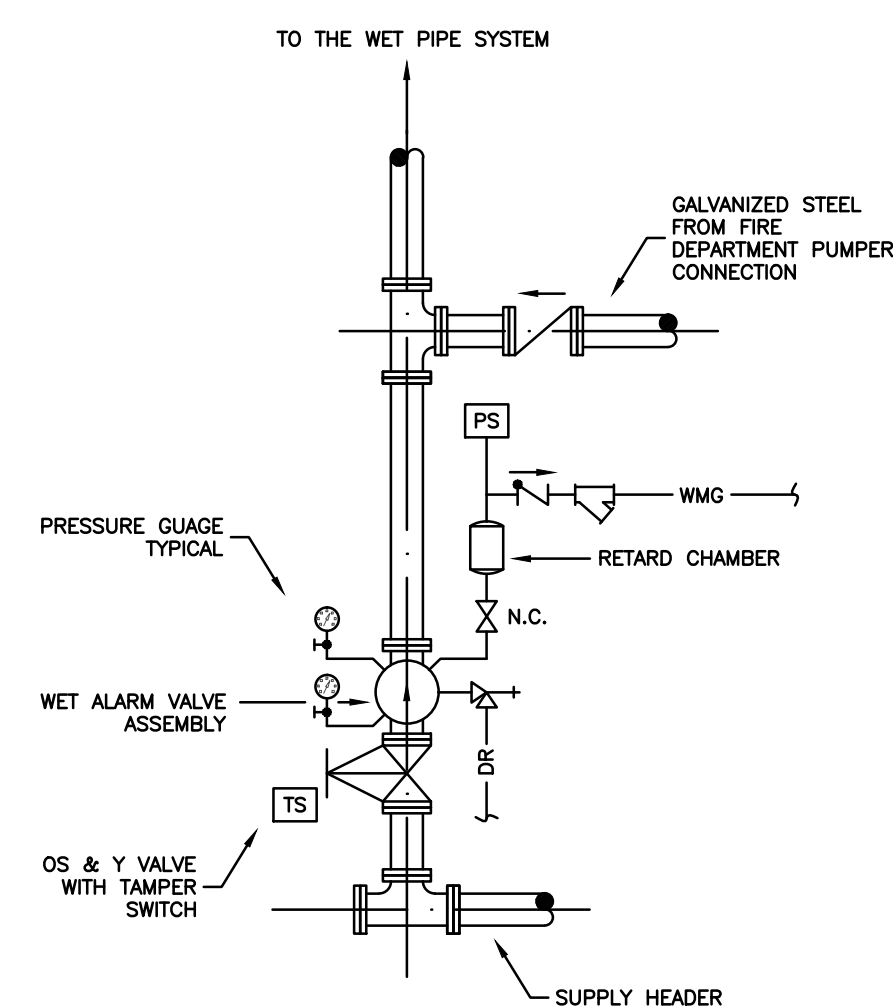 TO THE WET PIPE SYSTEM
GALVANIZED STEEL
FROM FIRE
DEPARTMENT PUMPER
CONNECTION
PS
WMG
PRESSURE GUAGE
TYPICAL
RETARD CHAMBER
N.C.
WET ALARM VALVE
ASSEMBLY
DR
TS
OS & Y VALVE
WITH TAMPER
SWITCH
SUPPLY HEADER